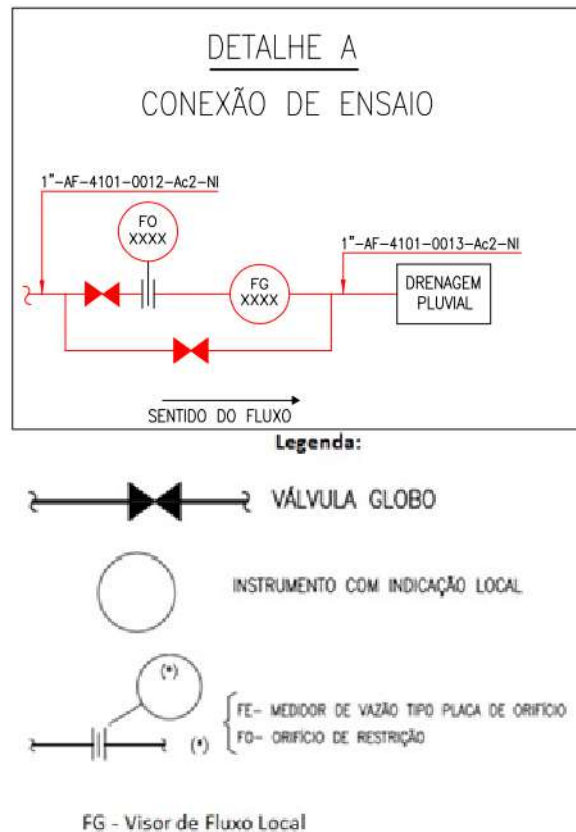 DETALHE A
CONEXÃO DE ENSAIO
1"-AF-4101-0012-Ac2-NI
FO
XXXX
1"-AF-4101-0013-Ac2-NI
FG
XXXX
DRENAGEM
PLUVIAL
SENTIDO DO FLUXO
Legenda:
VÁLVULA GLOBO
INSTRUMENTO COM INDICAÇÃO LOCAL
(*)
FE- MEDIDOR DE VAZÃO TIPO PLACA DE ORIFÍCIO
(*)
FO- ORIFÍCIO DE RESTRIÇÃO
FG - Visor de Fluxo Local